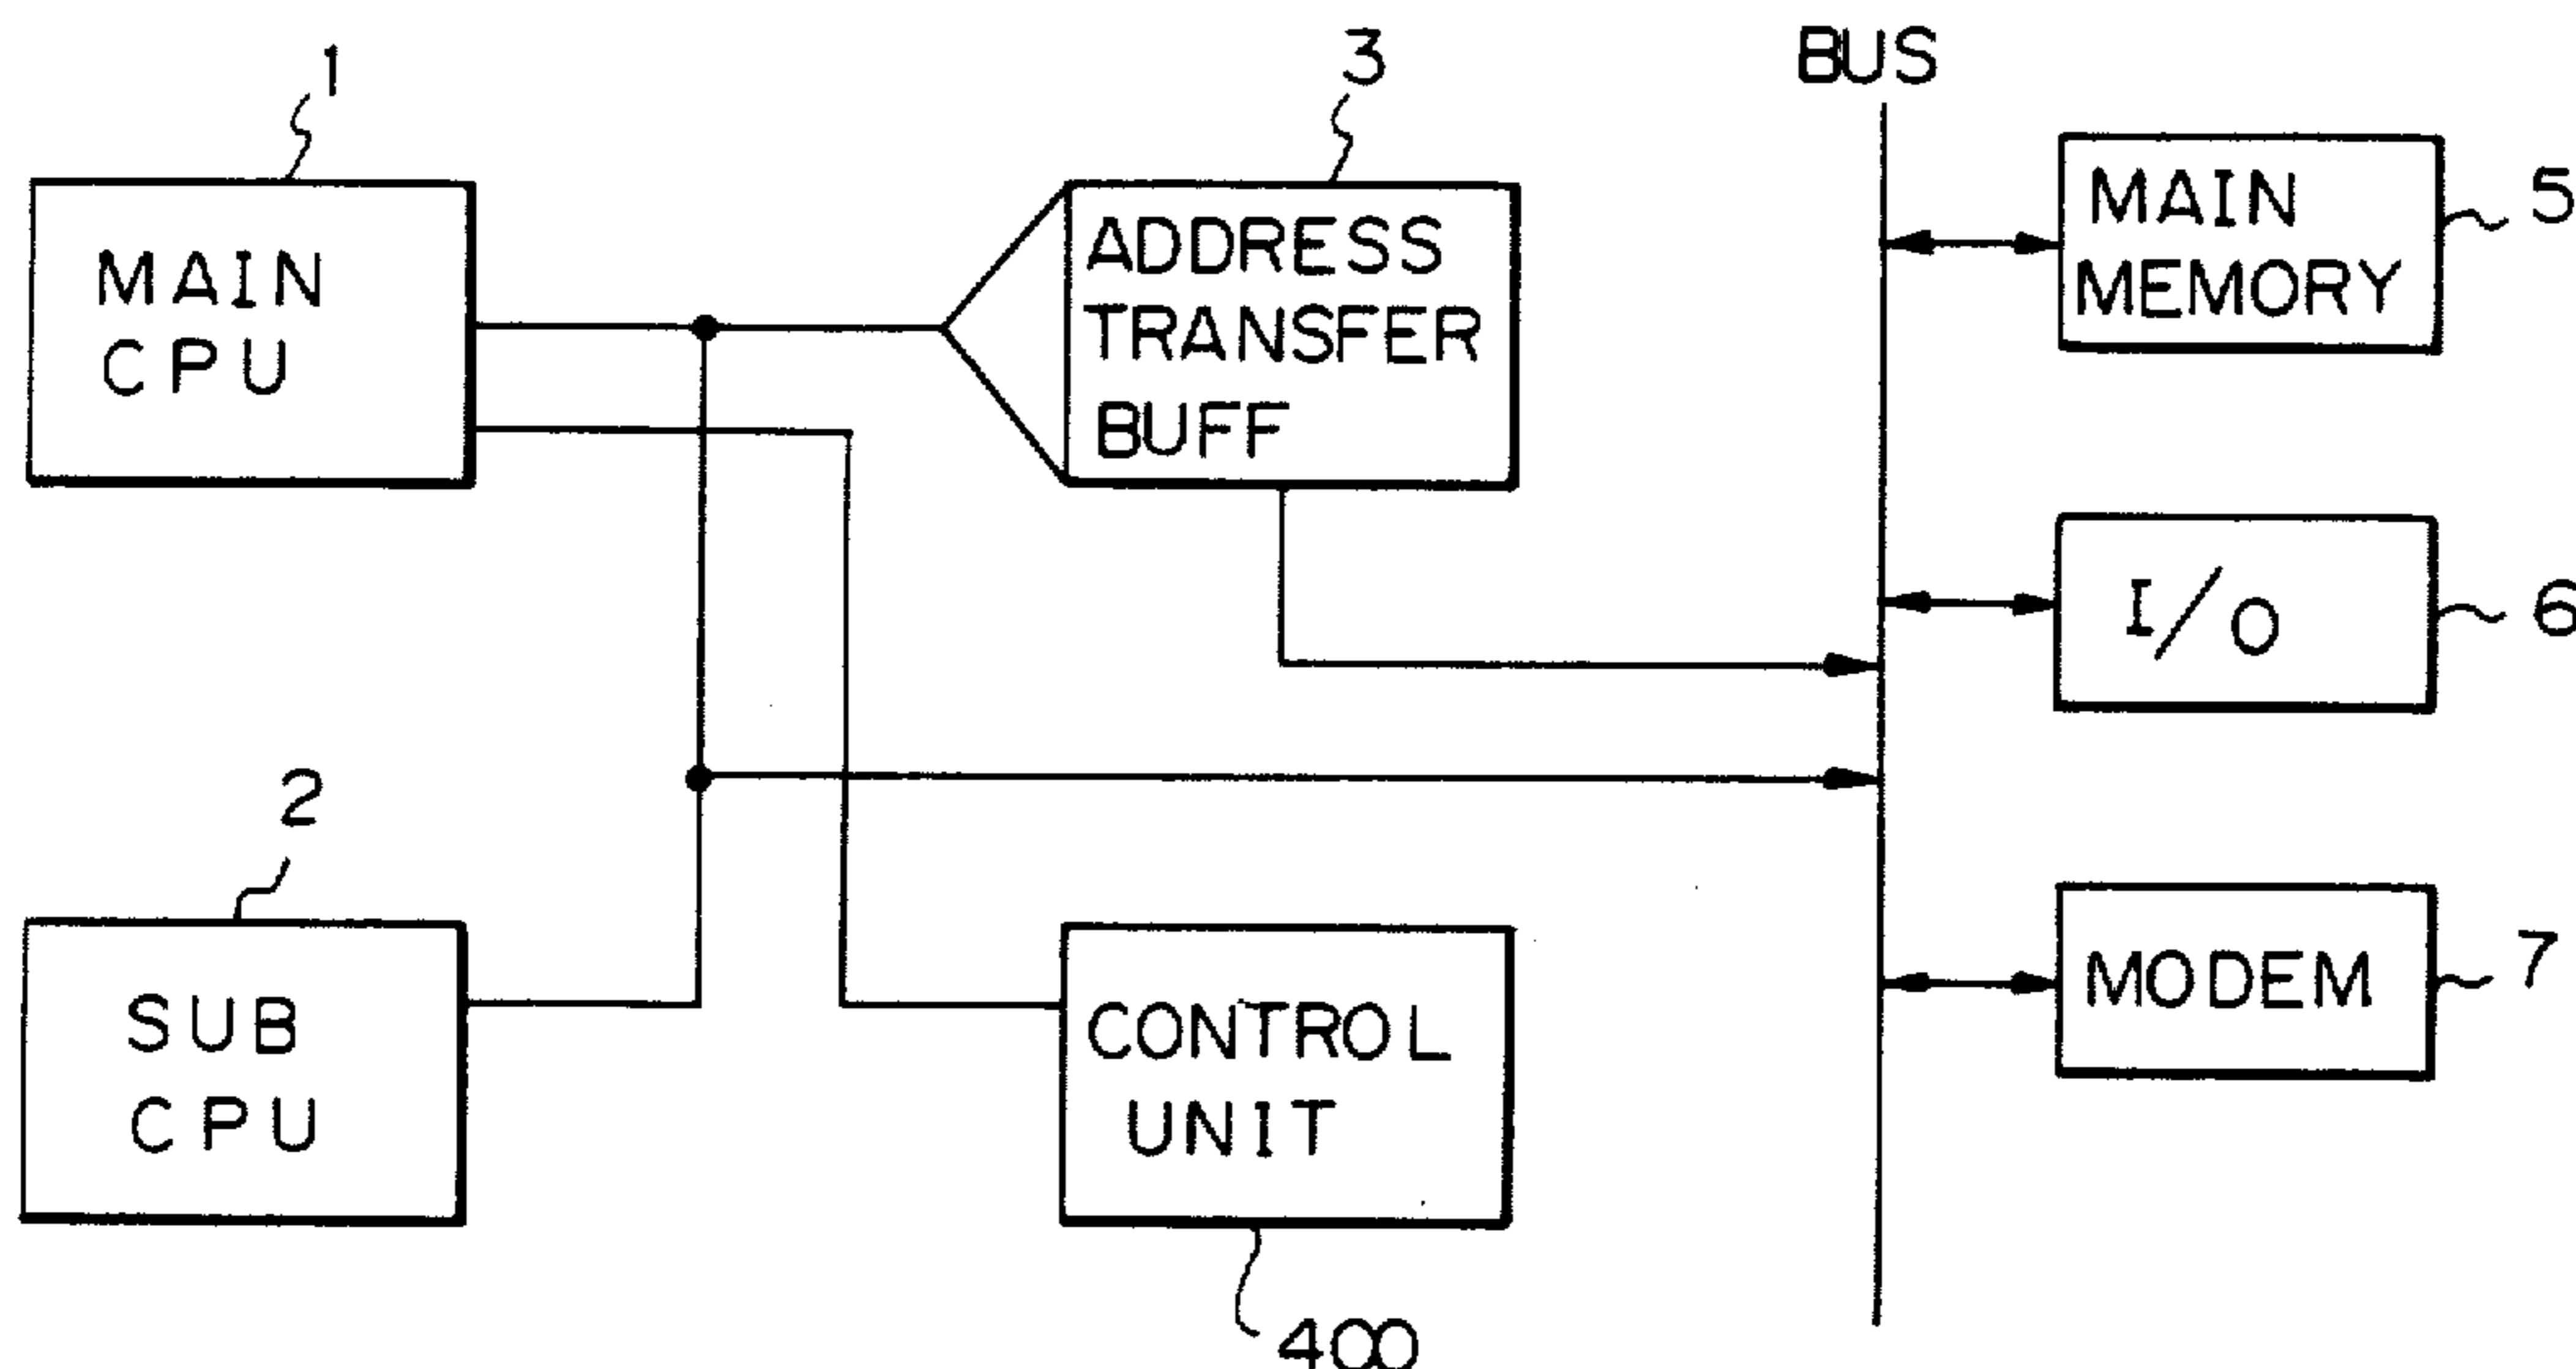 1
MAIN
CPU
3
ADDRESS
TRANSFER
BUFF
BUS
MAIN
MEMORY
5
I/O
6
2
SUB
CPU
CONTROL
UNIT
400
MODEM
7